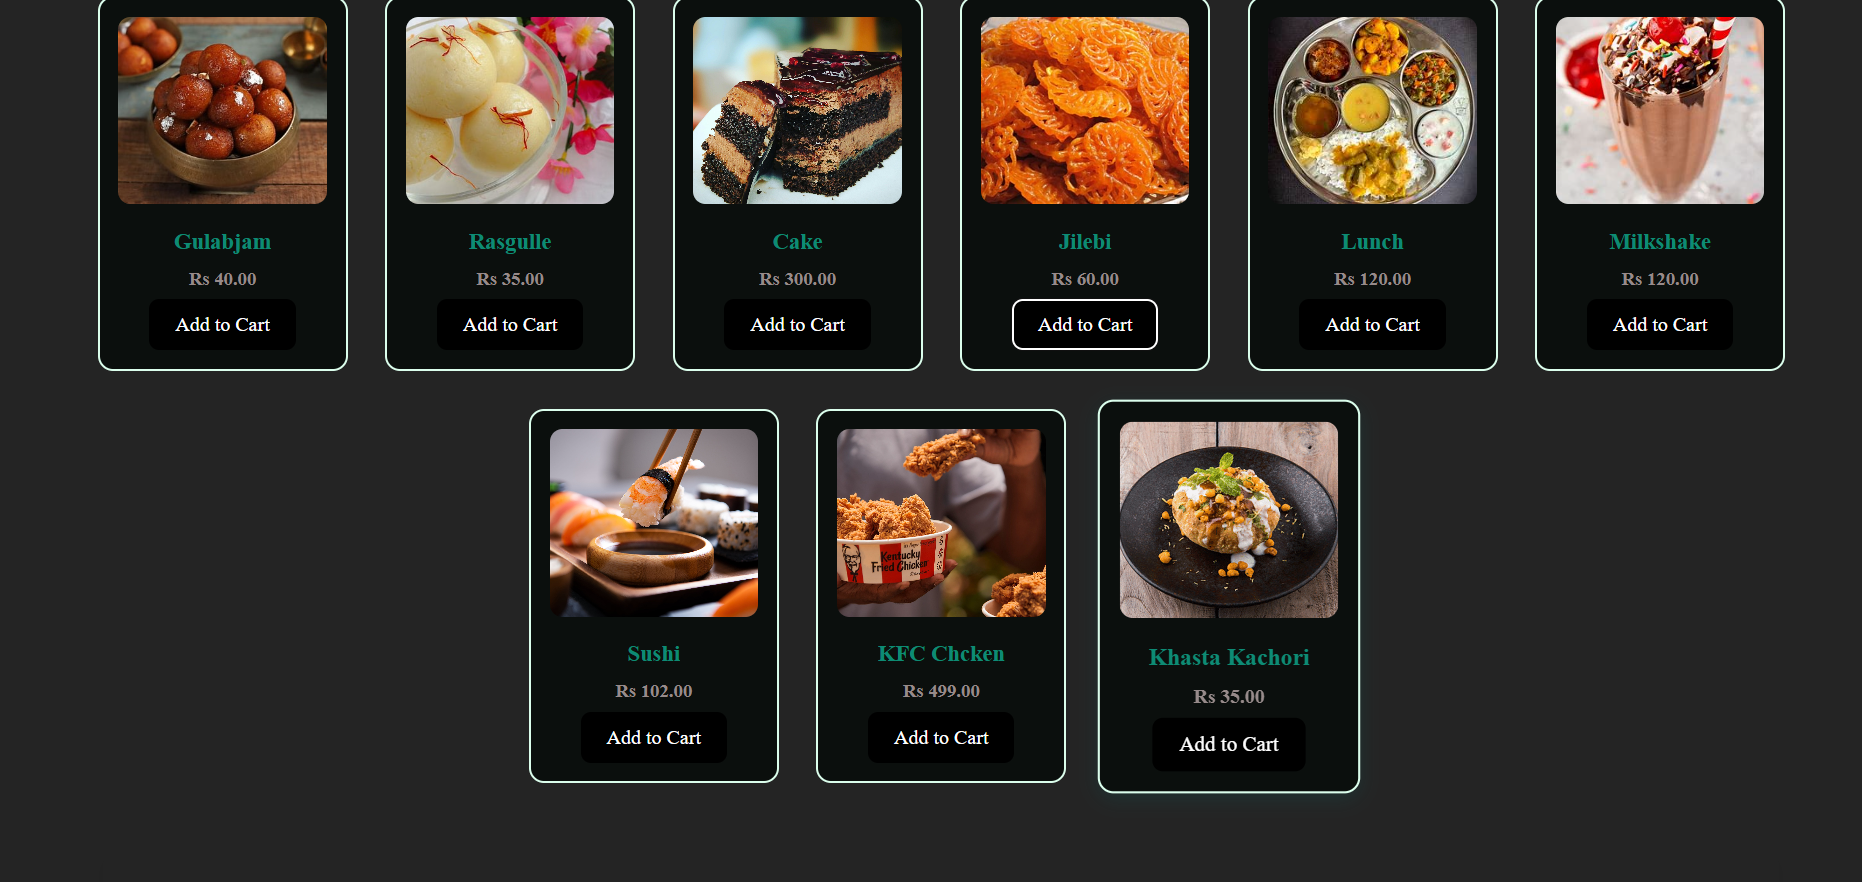 Gulabjam
Rs 40.00
Add to Cart
Rasgulle
Rs 35.00
Add to Cart
Cake
Rs 300.00
Add to Cart
Jilebi
Rs 60.00
Add to Cart
Lunch
Rs 120.00
Add to Cart
Milkshake
Rs 120.00
Add to Cart
Sushi
Rs 102.00
Add to Cart
Kentucky
Fried Chicken
KFC Chcken
Rs 499.00
Add to Cart
Khasta Kachori
Rs 35.00
Add to Cart